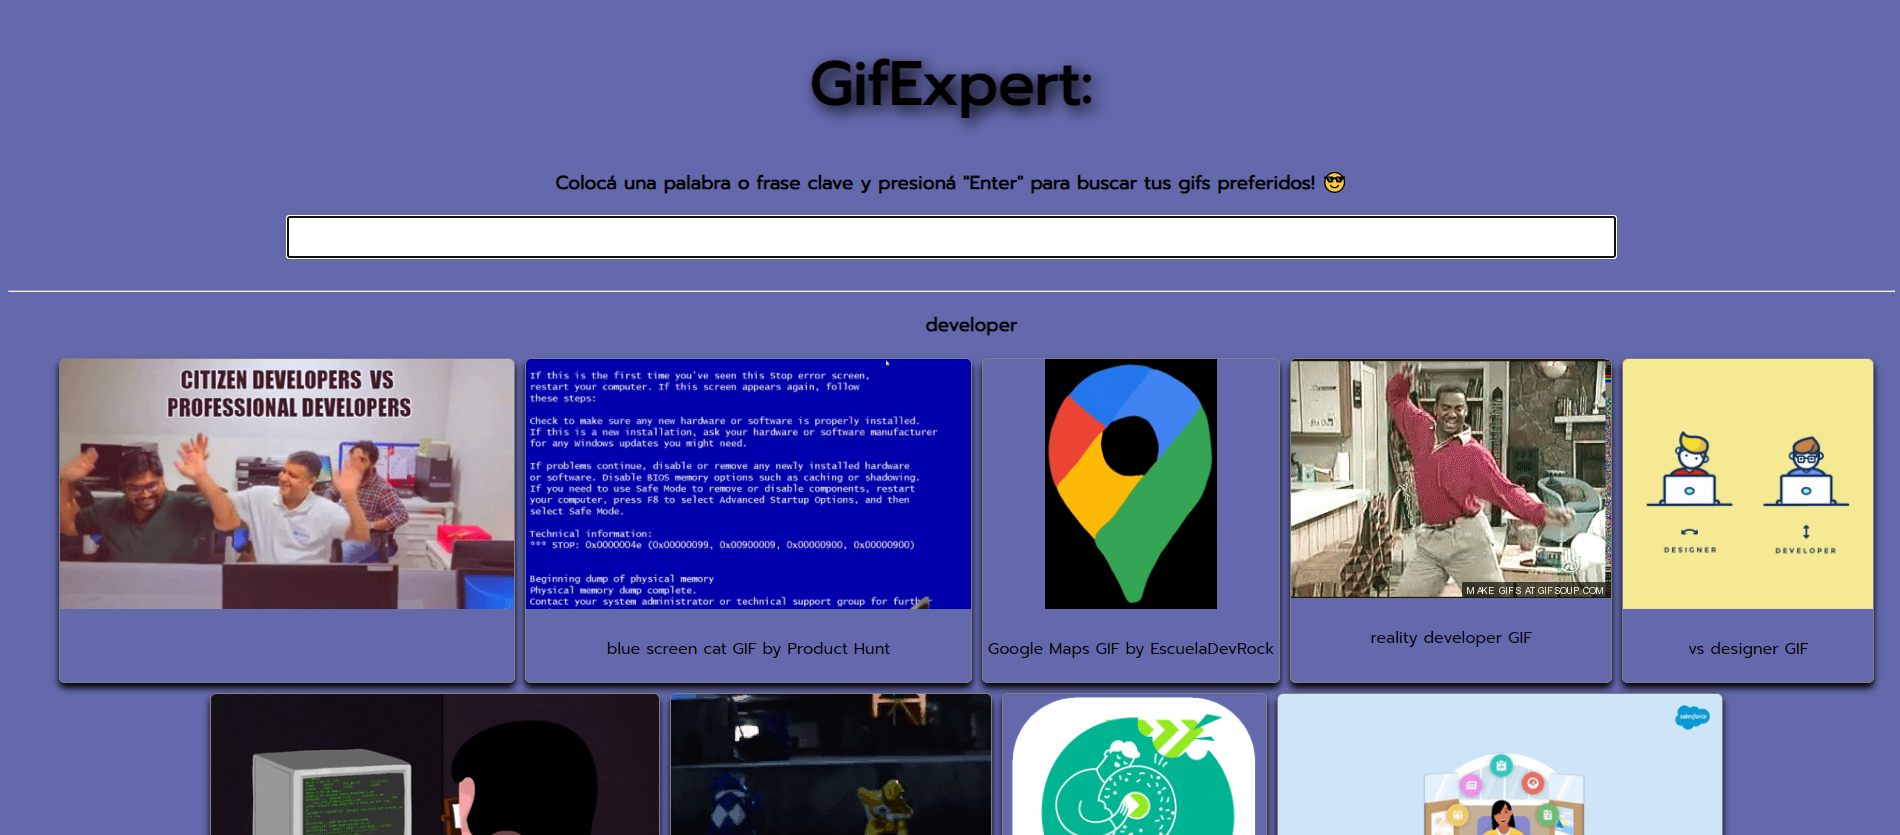 GifExpert:
Colocá una palabra o frase clave y presioná "Enter" para buscar tus gifs preferidos! 😎
developer
CITIZEN DEVELOPERS VS
PROFESSIONAL DEVELOPERS
If this is the first time you've seen this Stop error screen,
restart your computer. If this screen appears again, follow
these steps:
Check to make sure any new hardware or software is properly installed.
If this is a new installation, ask your hardware or software manufacturer
for any Windows updates you might need.
If problems continue, disable or remove any newly installed hardware
or software. Disable BIOS memory options such as caching or shadowing.
If you need to use Safe Mode to remove or disable components, restart
your computer, press F8 to select Advanced Startup Options, and then
select Safe Mode.
Technical information:
*** STOP: 0x0000004e (0x00000099, 0x00900009, 0x00000900, 0x00000900)
Beginning dump of physical memory
Physical memory dump complete.
Contact your system administrator or technical support group for further
MAKE GIFS AT GIFSOUP.COM
DESIGNER
DEVELOPER
blue screen cat GIF by Product Hunt
Google Maps GIF by EscuelaDevRock
reality developer GIF
vs designer GIF
salesforce